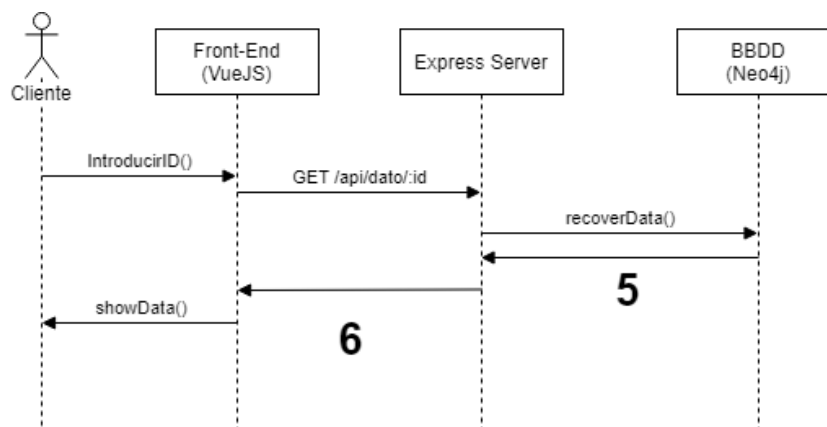 Cliente
Front-End
(VueJS)
Express Server
BBDD
(Neo4j)
IntroducirID()
GET /api/dato/:id
recoverData()
5
showData()
6